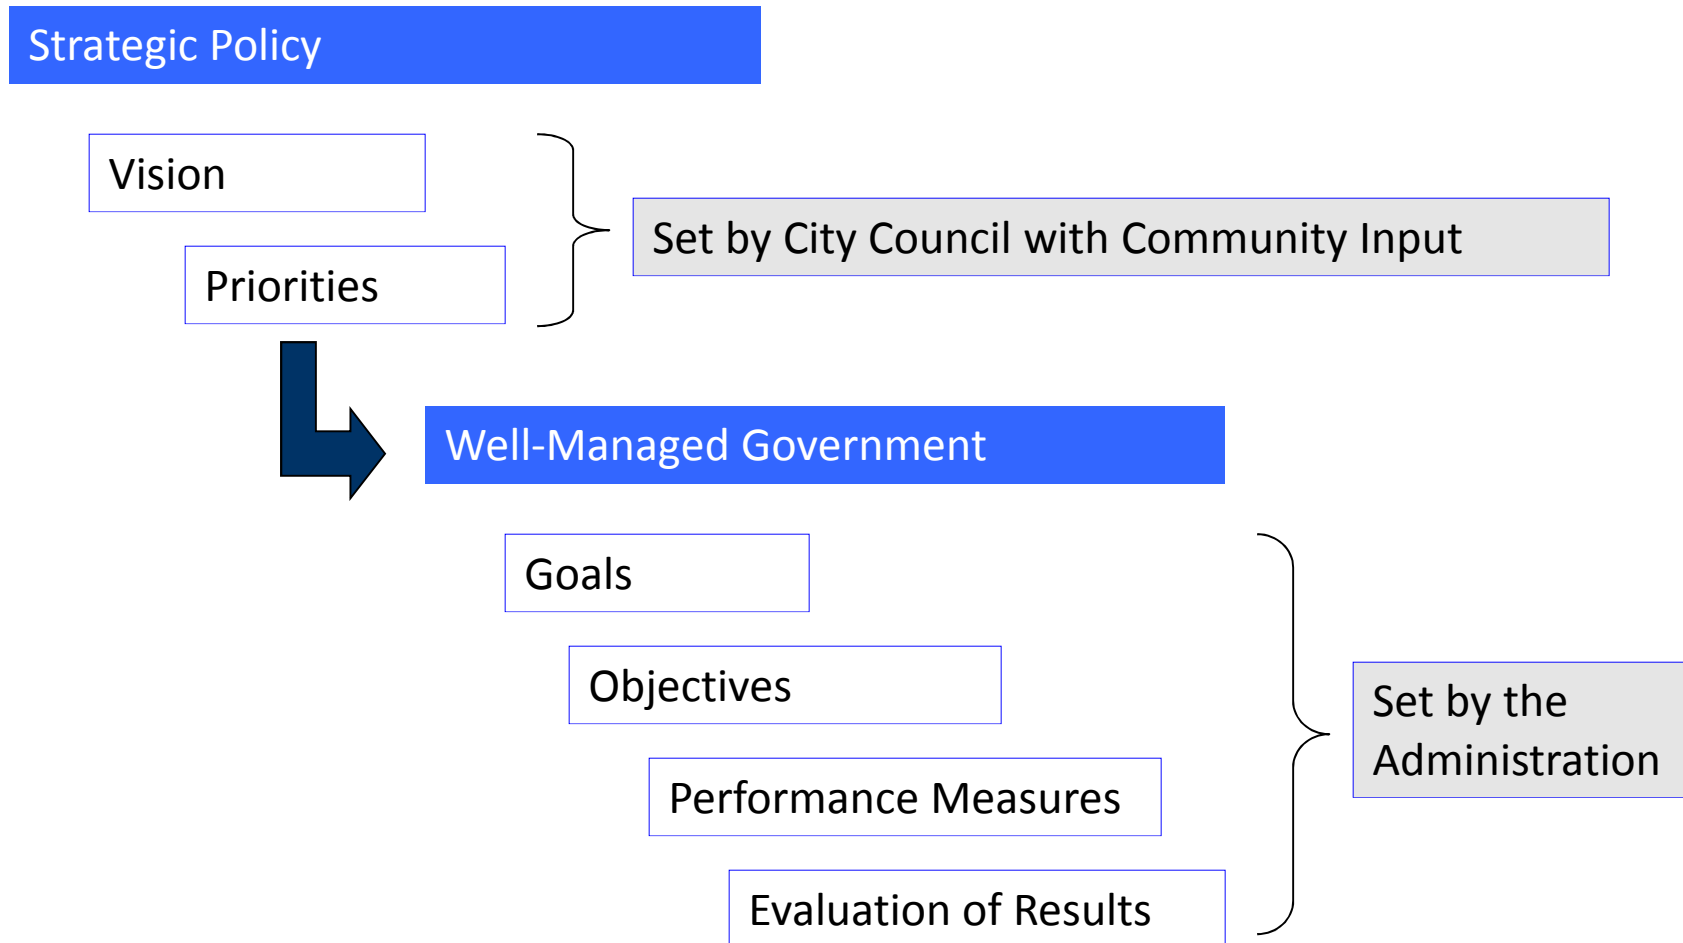 Strategic Policy
Vision
Priorities
Set by City Council with Community Input
Well-Managed Government
Goals
Objectives
Performance Measures
Evaluation of Results
Set by the
Administration